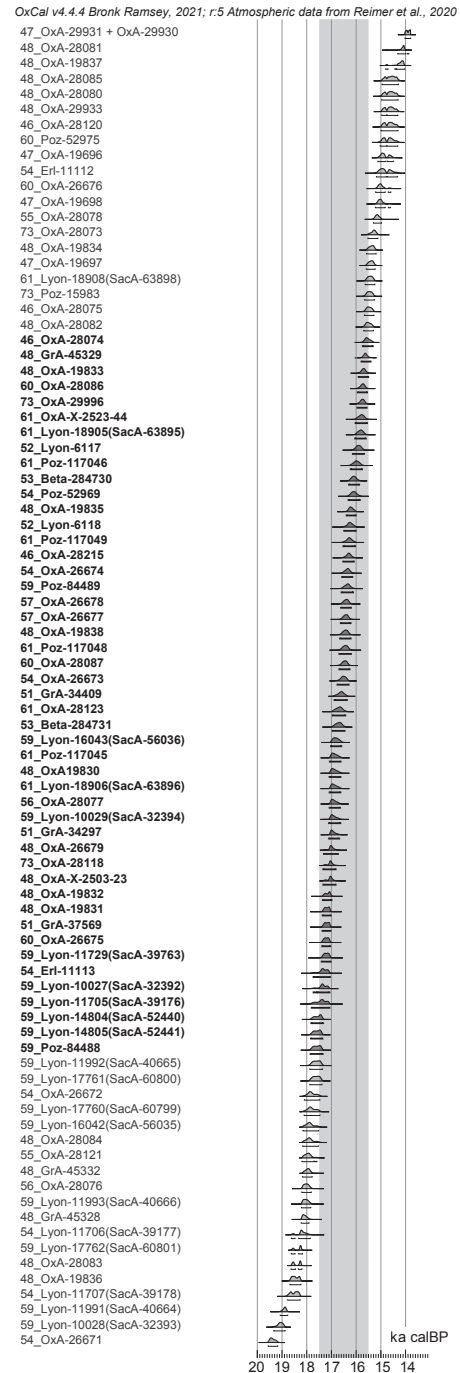 OxCal v4.4.4 Bronk Ramsey, 2021; r:5 Atmospheric data from Reimer et al., 2020
47_OxA-29931 + OxA-29930
48_OxA-28081
48_OxA-19837
48_OxA-28085
48_OxA-28080
48_OxA-29933
46_OxA-28120
60_Poz-52975
47_OxA-19696
54_Erl-11112
60_OxA-26676
47_OxA-19698
55_OxA-28078
73_OxA-28073
48_OxA-19834
47_OxA-19697
61_Lyon-18908(SacA-63898)
73_Poz-15983
46_OxA-28075
48_OxA-28082
46_OxA-28074
48_GrA-45329
48_OxA-19833
60_OxA-28086
73_OxA-29996
61_OxA-X-2523-44
61_Lyon-18905(SacA-63895)
52_Lyon-6117
61_Poz-117046
53_Beta-284730
54_Poz-52969
48_OxA-19835
52_Lyon-6118
61_Poz-117049
46_OxA-28215
54_OxA-26674
59_Poz-84489
57_OxA-26678
57_OxA-26677
48_OxA-19838
61_Poz-117048
60_OxA-28087
54_OxA-26673
51_GrA-34409
61_OxA-28123
53_Beta-284731
59_Lyon-16043(SacA-56036)
61_Poz-117045
48_OxA19830
61_Lyon-18906(SacA-63896)
56_OxA-28077
59_Lyon-10029(SacA-32394)
51_GrA-34297
48_OxA-26679
73_OxA-28118
48_OxA-X-2503-23
48_OxA-19832
48_OxA-19831
51_GrA-37569
60_OxA-26675
59_Lyon-11729(SacA-39763)
54_Erl-11113
59_Lyon-10027(SacA-32392)
59_Lyon-11705(SacA-39176)
59_Lyon-14804(SacA-52440)
59_Lyon-14805(SacA-52441)
59_Poz-84488
59_Lyon-11992(SacA-40665)
59_Lyon-17761(SacA-60800)
54_OxA-26672
59_Lyon-17760(SacA-60799)
59_Lyon-16042(SacA-56035)
48_OxA-28084
55_OxA-28121
48_GrA-45332
56_OxA-28076
59_Lyon-11993(SacA-40666)
48_GrA-45328
54_Lyon-11706(SacA-39177)
59_Lyon-17762(SacA-60801)
48_OxA-28083
48_OxA-19836
54_Lyon-11707(SacA-39178)
59_Lyon-11991(SacA-40664)
59_Lyon-10028(SacA-32393)
54_OxA-26671
ka calBP
20 19 18 17 16 15 14